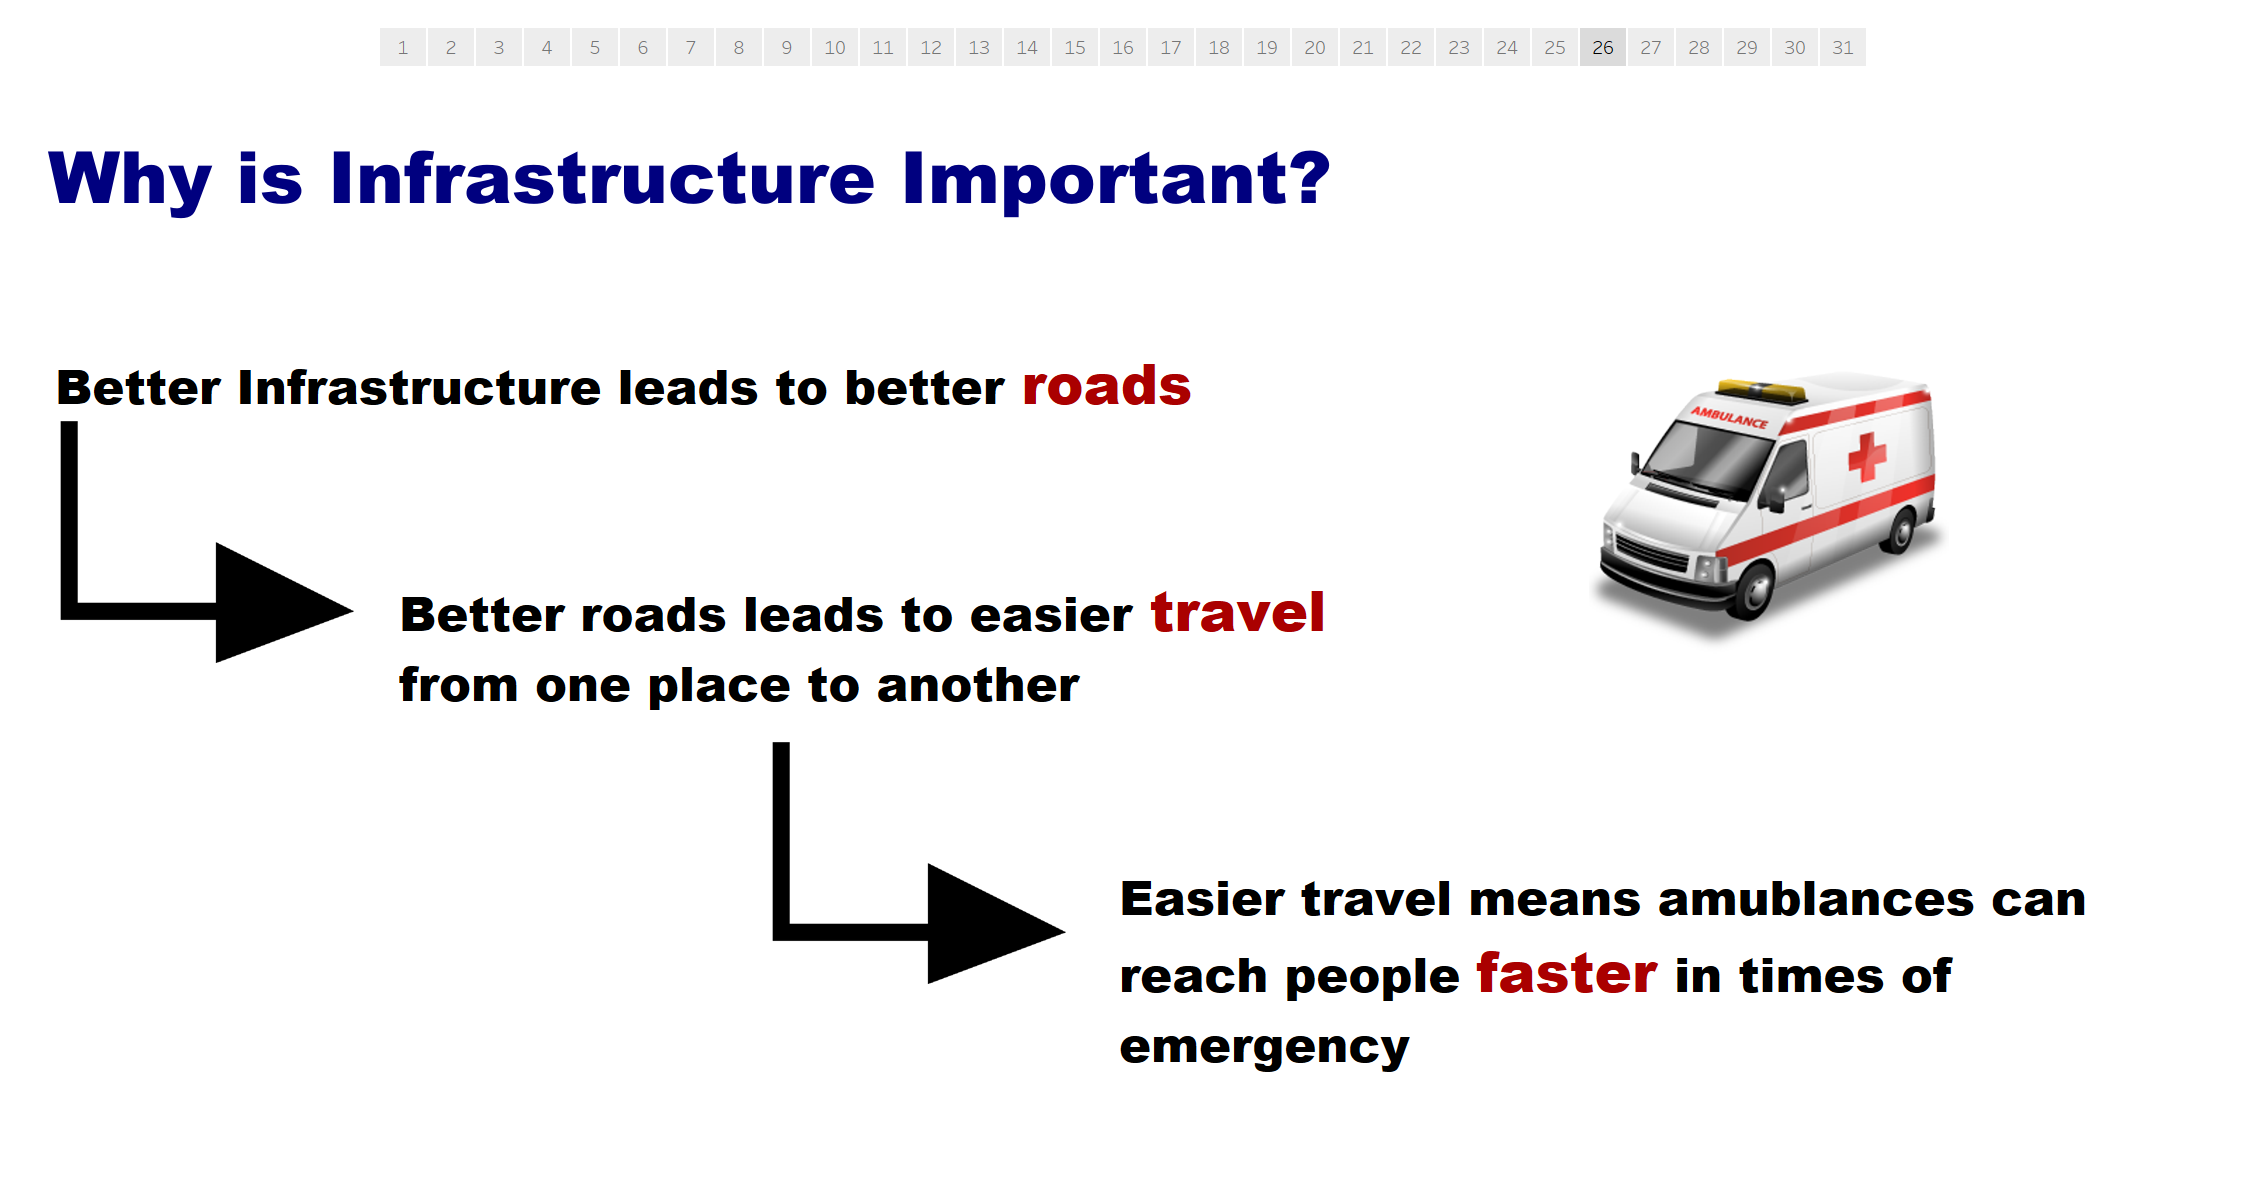 1 2 3 4 5 6 7 8 9 10 11 12 13 14 15 16 17 18 19 20 21 22 23 24 25 26 27 28 29 30 31
Why is Infrastructure Important?
Better Infrastructure leads to better roads
AMBULANCE
Better roads leads to easier travel
from one place to another
Easier travel means amublances can
reach people faster in times of
emergency